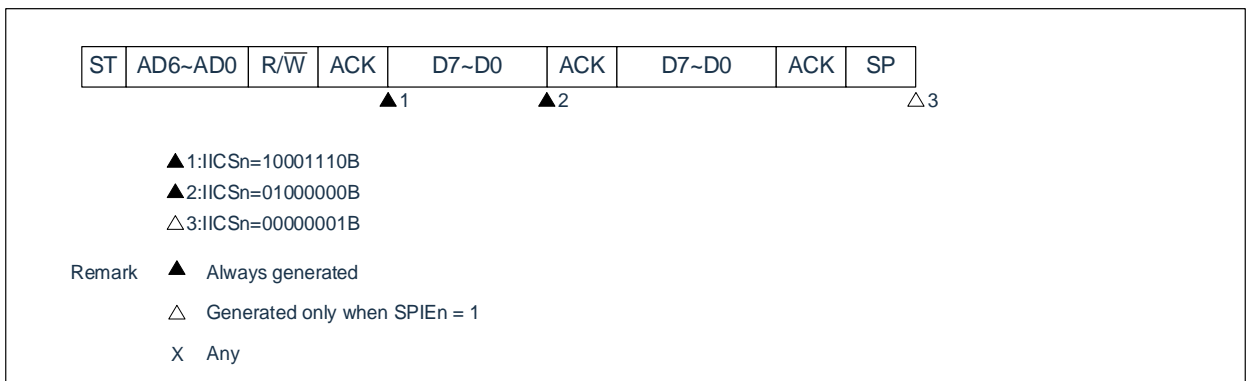 ST AD6~AD0 R/W̅ ACK D7~D0 ACK D7~D0 ACK SP
▲1 ▲2 △3
▲1:IICSn=10001110B
▲2:IICSn=01000000B
△3:IICSn=00000001B
Remark ▲ Always generated
△ Generated only when SPIEn = 1
X Any